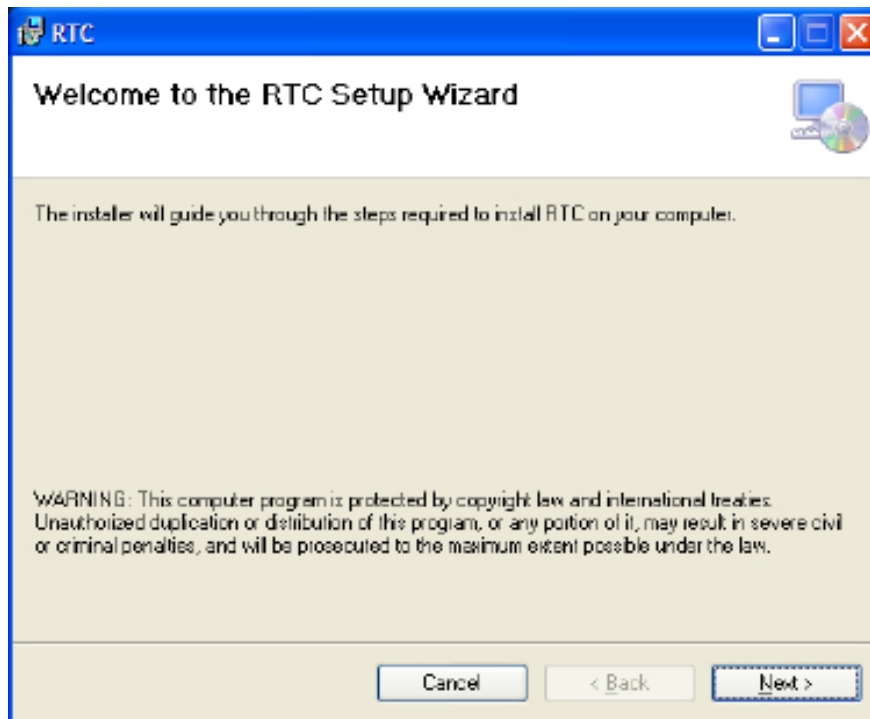 RTC
Welcome to the RTC Setup Wizard
The installer will guide you through the steps required to install RTC on your computer.
WARNING: This computer program is protected by copyright law and international treaties.
Unauthorized duplication or distribution of this program, or any portion of it, may result in severe civil
or criminal penalties, and will be prosecuted to the maximum extent possible under the law.
Cancel
< Back
Next >